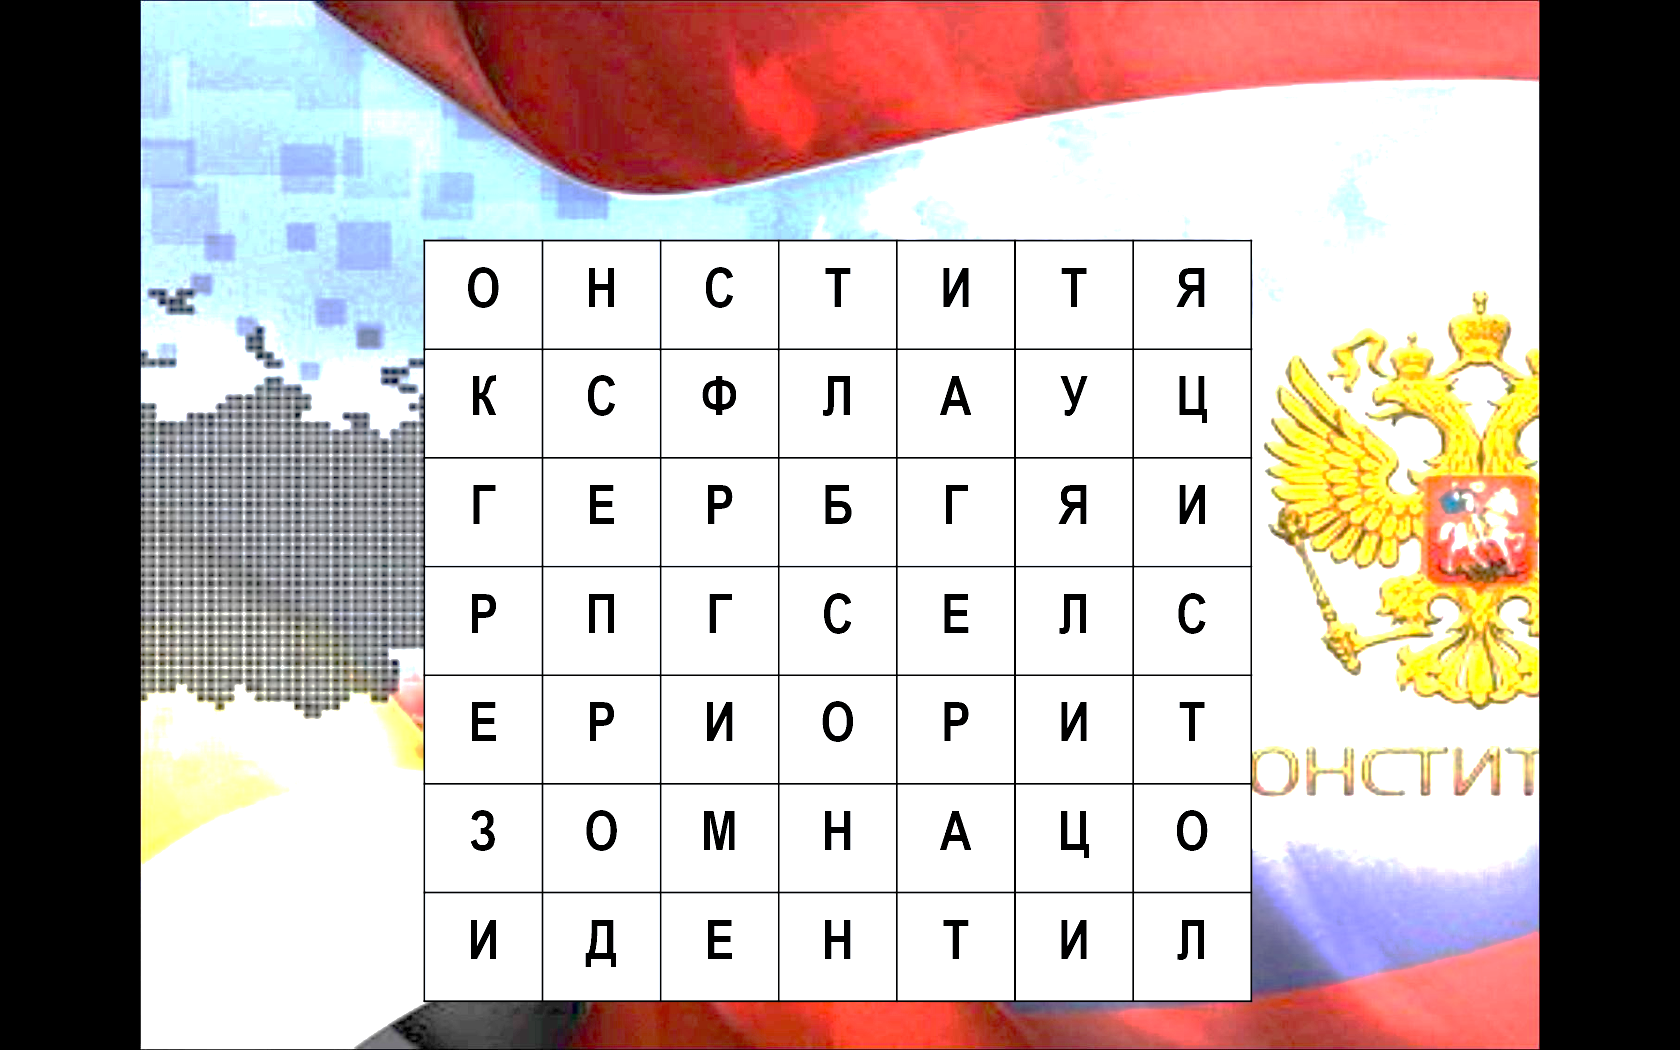 О Н С Т И Т Я
К С Ф Л А У Ц
Г Е Р Б Г Я И
Р П Г С Е Л С
Е Р И О Р И Т
З О М Н А Ц О
И Д Е Н Т И Л
ОНСТИТ